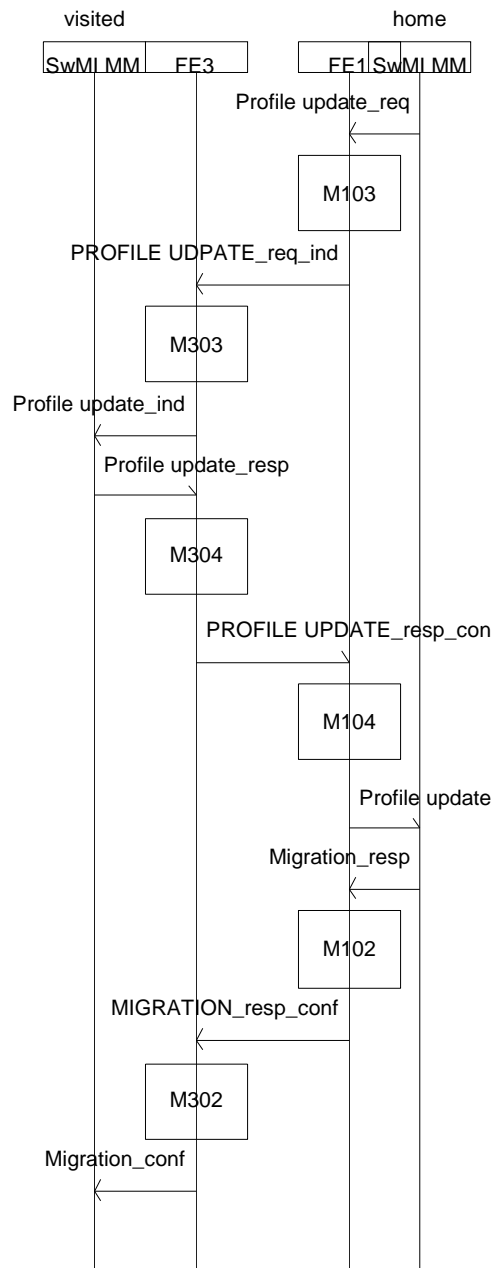 visited home
SwMI MM FE3 FE1 SwMI MM
Profile update_req
M103
PROFILE UDPATE_req_ind
M303
Profile update_ind
Profile update_resp
M304
PROFILE UPDATE_resp_con
M104
Profile update
Migration_resp
M102
MIGRATION_resp_conf
M302
Migration_conf